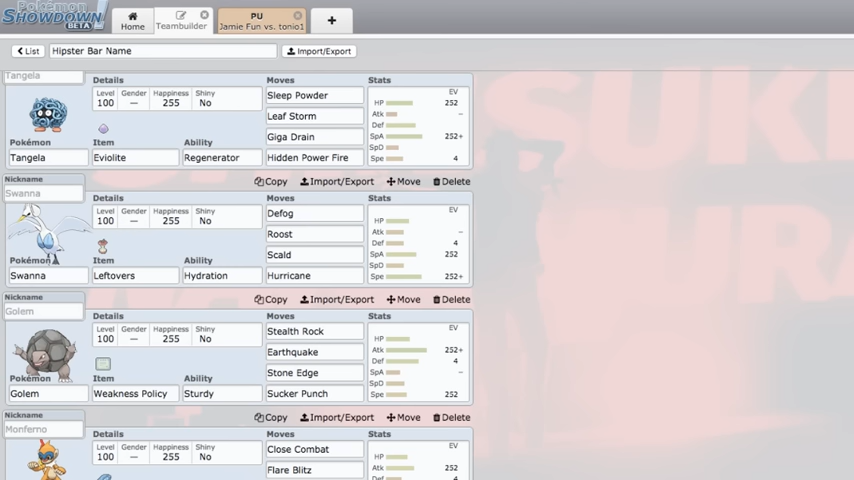 Pokémon
Showdown
BETA
Home
Teambuilder
PU
Jamie Fun vs. tonio1
+
List
Hipster Bar Name
Import/Export
Tangela
Details
Level Gender Happiness Shiny
100 — 255 No
Pokémon
Tangela
Item
Eviolite
Ability
Regenerator
Moves
Sleep Powder
Leaf Storm
Giga Drain
Hidden Power Fire
Stats
EV
HP 252
Atk –
Def
SpA 252+
SpD
Spe 4
Copy Import/Export Move Delete
Nickname
Swanna
Details
Level Gender Happiness Shiny
100 — 255 No
Pokémon
Swanna
Item
Leftovers
Ability
Hydration
Moves
Defog
Roost
Scald
Hurricane
Stats
EV
HP
Atk –
Def 4
SpA 252
SpD
Spe 252+
Copy Import/Export Move Delete
Nickname
Golem
Details
Level Gender Happiness Shiny
100 — 255 No
Pokémon
Golem
Item
Weakness Policy
Ability
Sturdy
Moves
Stealth Rock
Earthquake
Stone Edge
Sucker Punch
Stats
EV
HP
Atk 252+
Def 4
SpA –
SpD
Spe 252
Copy Import/Export Move Delete
Nickname
Monferno
Details
Level Gender Happiness Shiny
100 — 255 No
Moves
Close Combat
Flare Blitz
Stats
EV
HP
Atk 252
Def 4